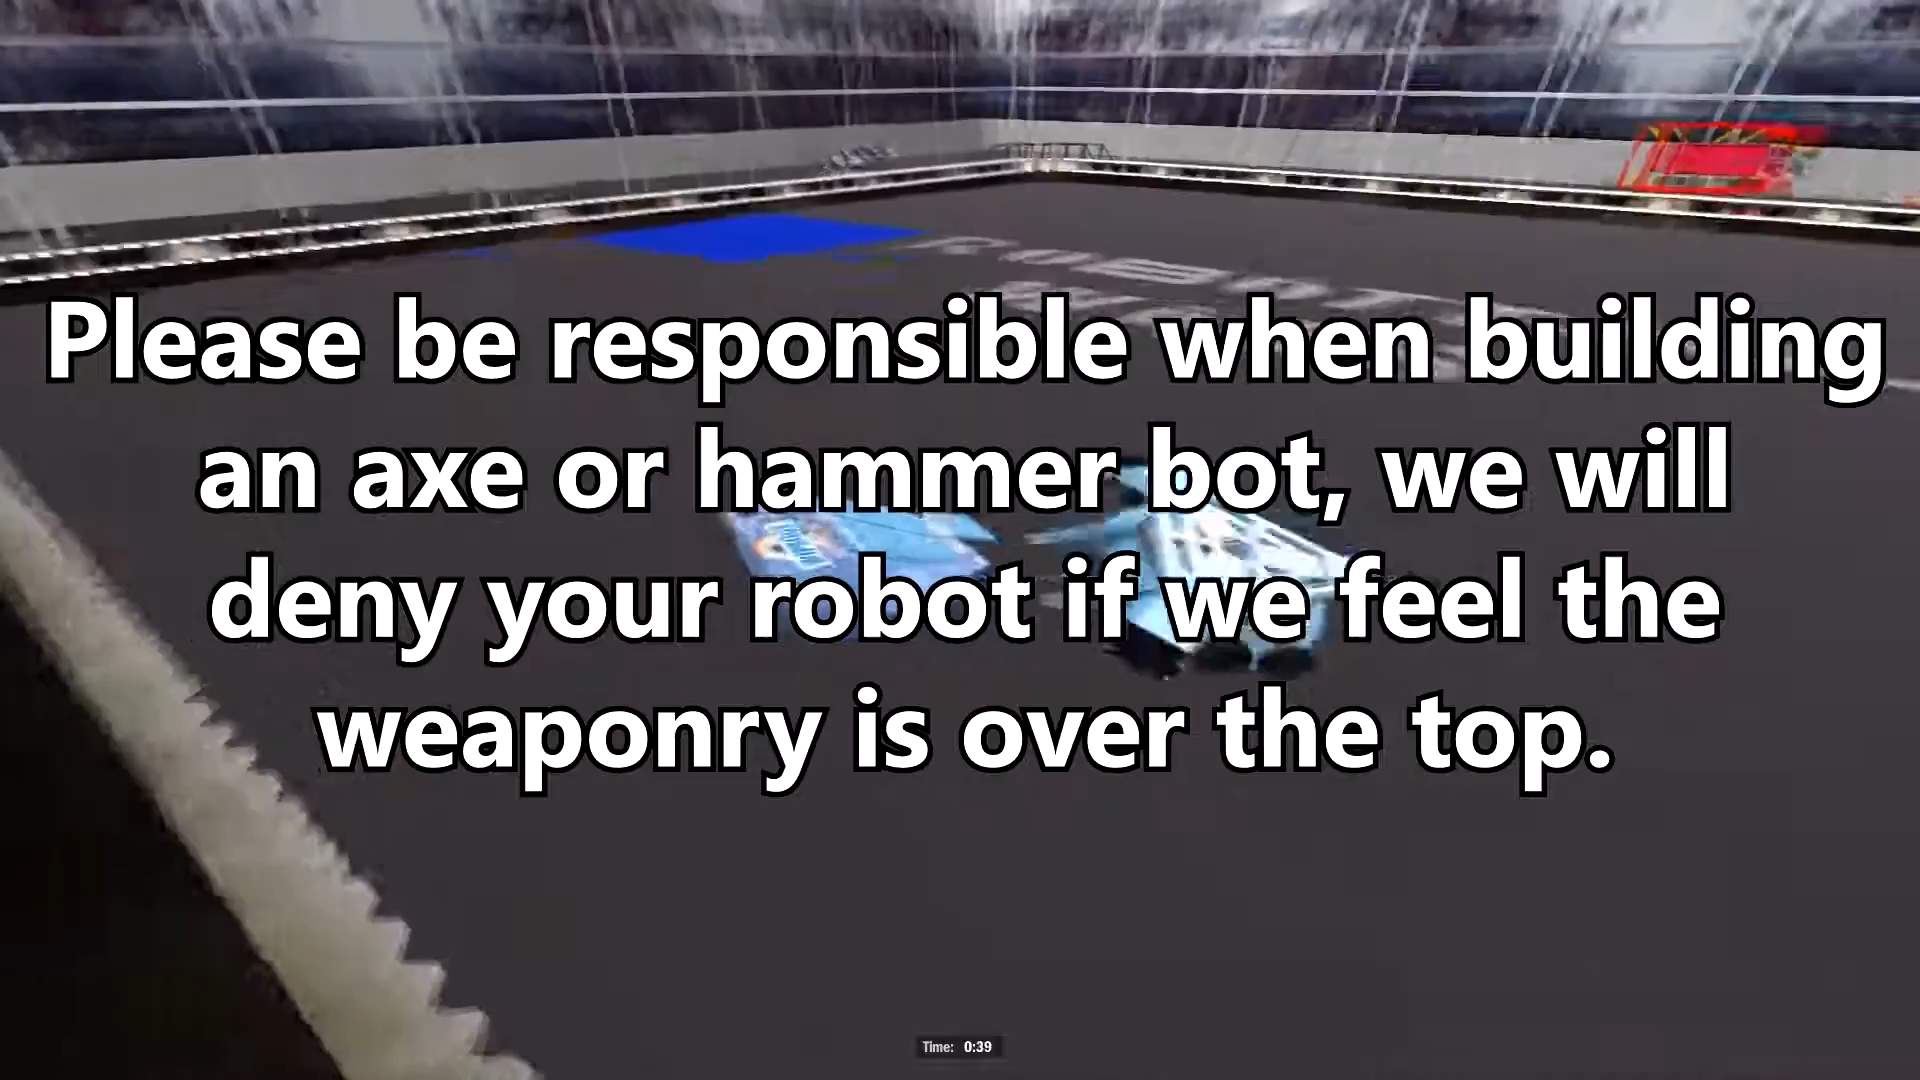 Please be responsible when building
an axe or hammer bot, we will
deny your robot if we feel the
weaponry is over the top.
Time: 0:39